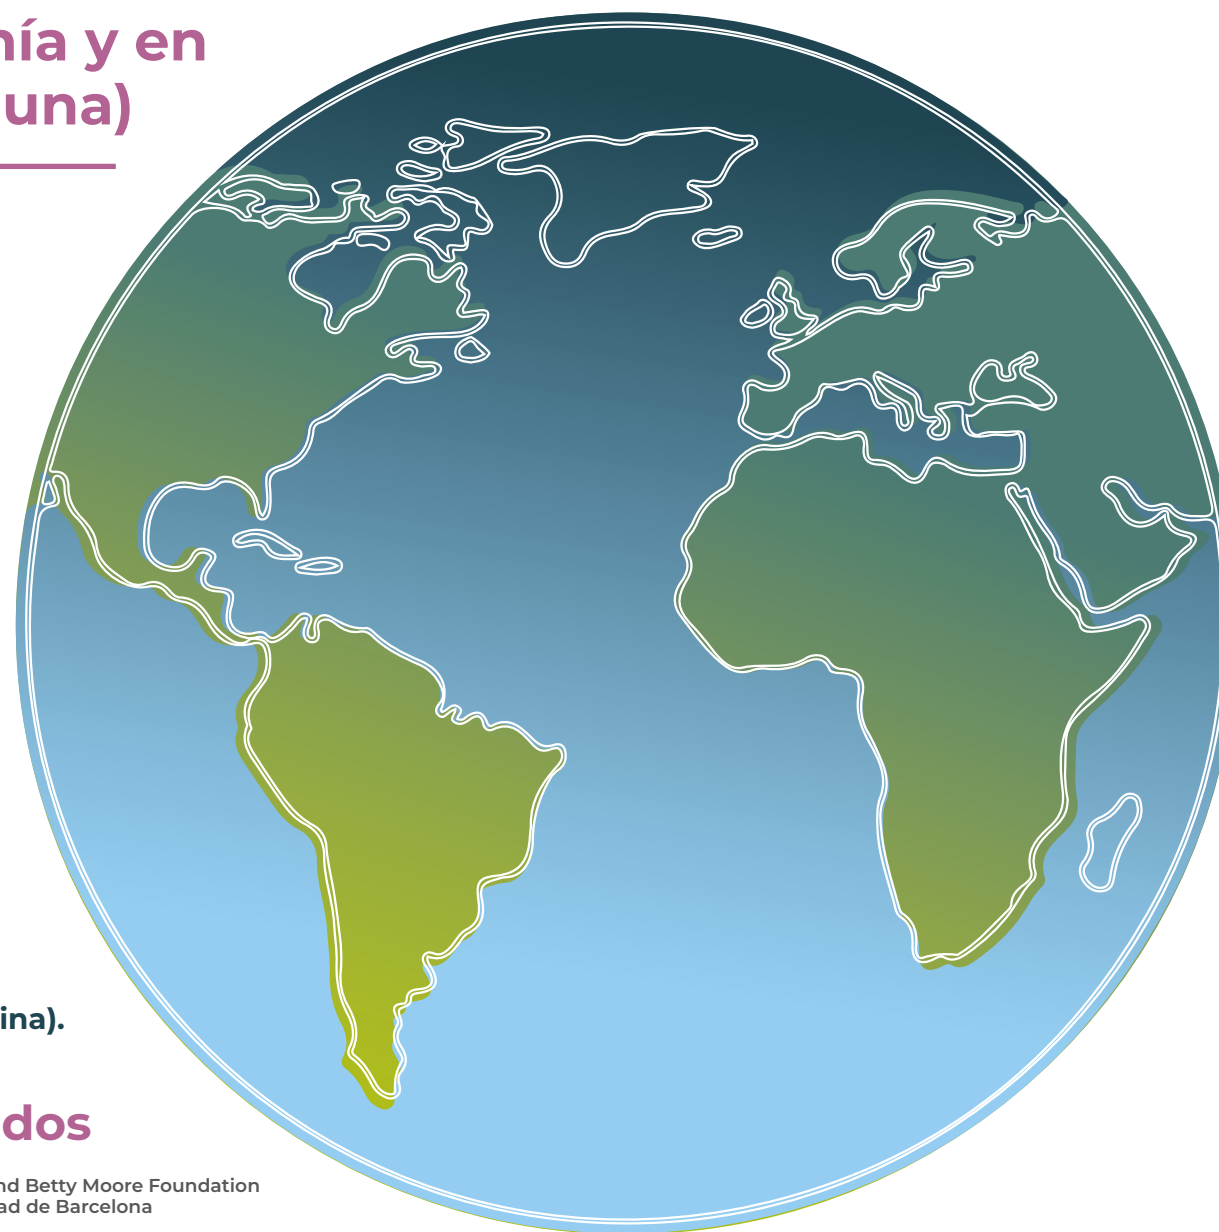 nía y en
una)
ina).
dos
nd Betty Moore Foundation
ad de Barcelona